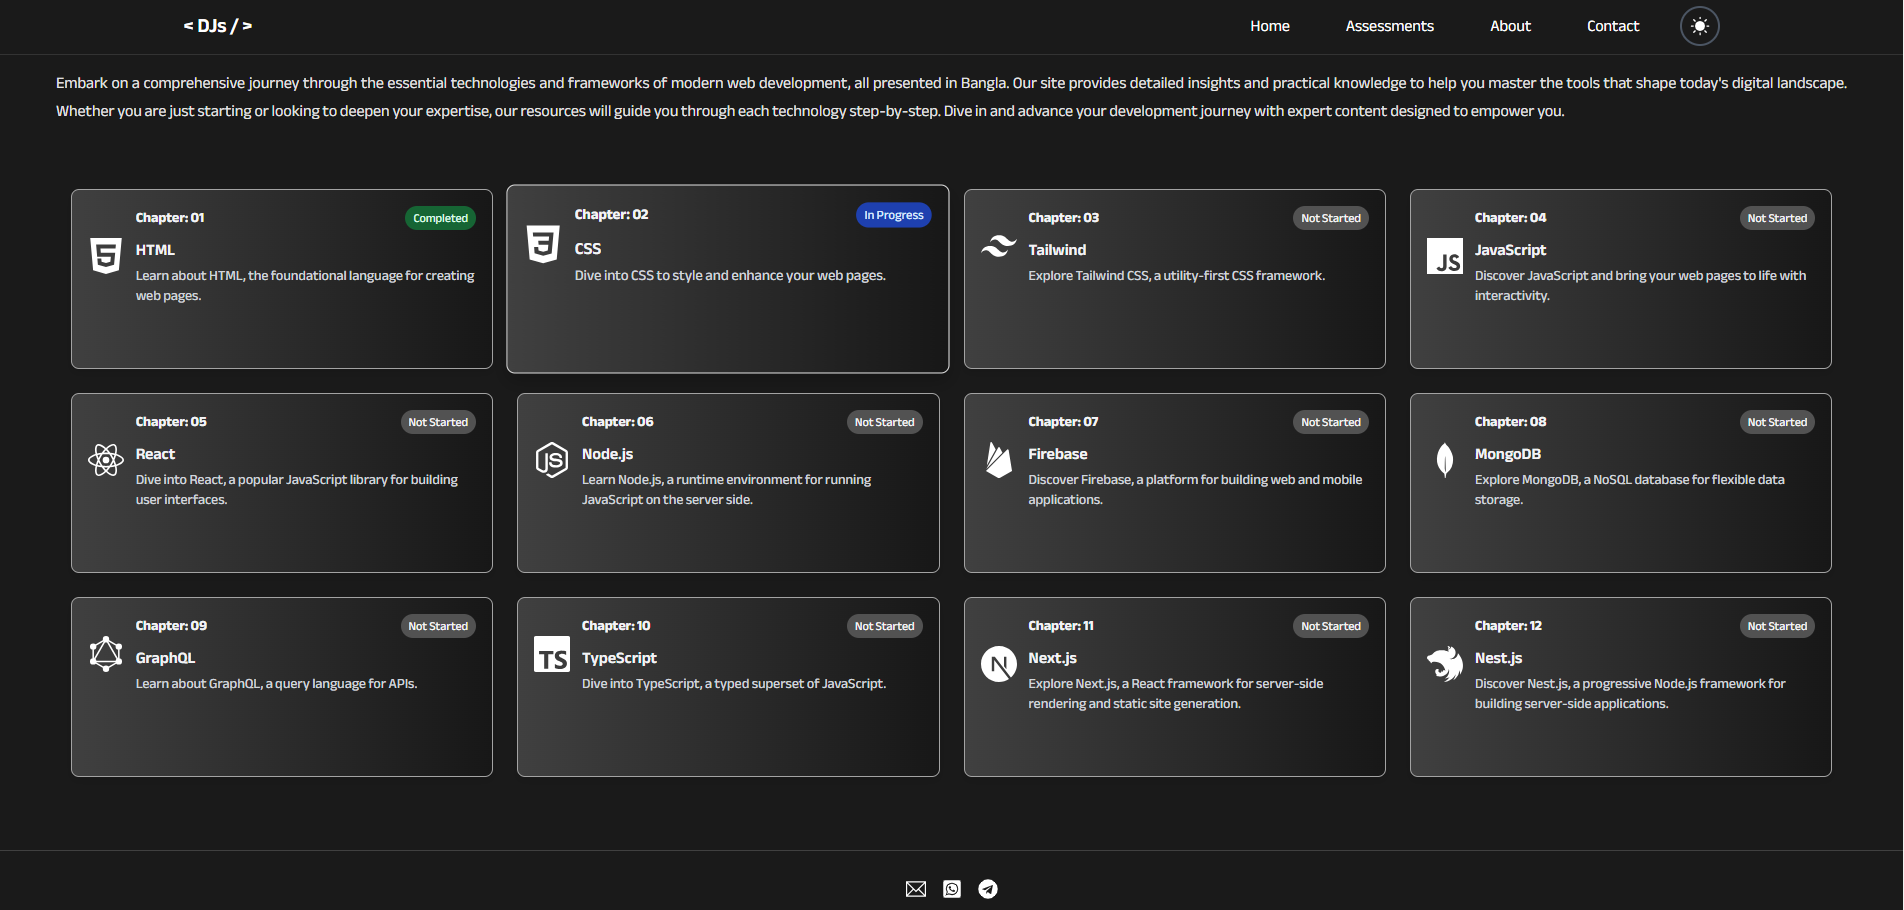 < DJs / >
Home
Assessments
About
Contact
Embark on a comprehensive journey through the essential technologies and frameworks of modern web development, all presented in Bangla. Our site provides detailed insights and practical knowledge to help you master the tools that shape today's digital landscape.
Whether you are just starting or looking to deepen your expertise, our resources will guide you through each technology step-by-step. Dive in and advance your development journey with expert content designed to empower you.
Chapter: 01
Completed
5
HTML
Learn about HTML, the foundational language for creating
web pages.
Chapter: 02
In Progress
3
CSS
Dive into CSS to style and enhance your web pages.
Chapter: 03
Not Started
Tailwind
Explore Tailwind CSS, a utility-first CSS framework.
Chapter: 04
Not Started
JS
JavaScript
Discover JavaScript and bring your web pages to life with
interactivity.
Chapter: 05
Not Started
React
Dive into React, a popular JavaScript library for building
user interfaces.
Chapter: 06
Not Started
JS
Node.js
Learn Node.js, a runtime environment for running
JavaScript on the server side.
Chapter: 07
Not Started
Firebase
Discover Firebase, a platform for building web and mobile
applications.
Chapter: 08
Not Started
MongoDB
Explore MongoDB, a NoSQL database for flexible data
storage.
Chapter: 09
Not Started
GraphQL
Learn about GraphQL, a query language for APIs.
Chapter: 10
Not Started
TS
TypeScript
Dive into TypeScript, a typed superset of JavaScript.
Chapter: 11
Not Started
N
Next.js
Explore Next.js, a React framework for server-side
rendering and static site generation.
Chapter: 12
Not Started
Nest.js
Discover Nest.js, a progressive Node.js framework for
building server-side applications.